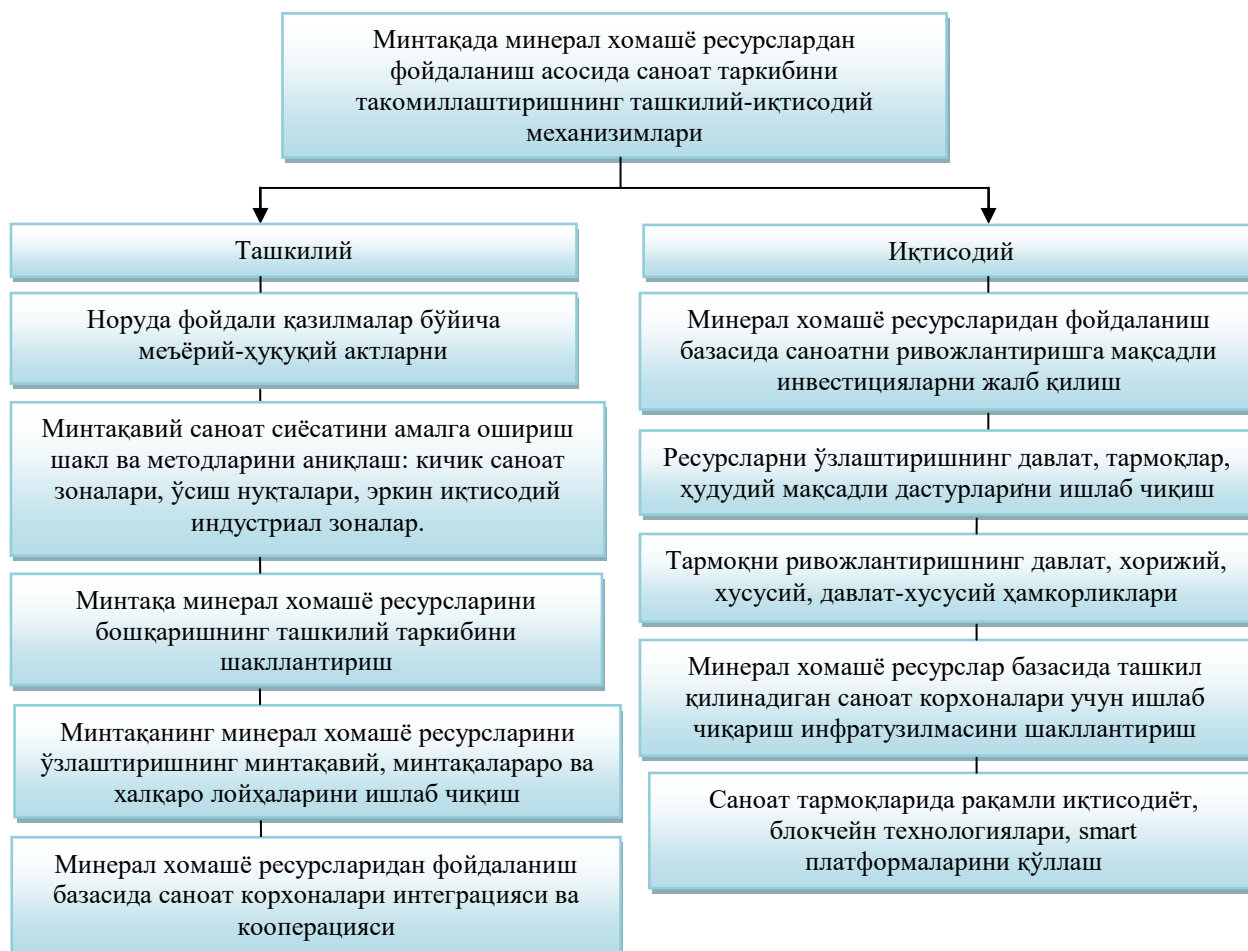 Минтақада минерал хомашё ресурслардан
фойдаланиш асосида саноат таркибини
такомиллаштиришнинг ташкилий-иқтисодий
механизимлари
Ташкилий
Норуда фойдали қазилмалар бўйича
меъёрий-ҳуқуқий актларни
Минтақавий саноат сиёсатини амалга ошириш
шакл ва методларини аниқлаш: кичик саноат
зоналари, ўсиш нуқталари, эркин иқтисодий
индустриал зоналар.
Минтақа минерал хомашё ресурсларини
бошқаришнинг ташкилий таркибини
шакллантириш
Минтақанинг минерал хомашё ресурсларини
ўзлаштиришнинг минтақавий, минтақалараро ва
халқаро лойҳаларини ишлаб чиқиш
Минерал хомашё ресурсларидан фойдаланиш
базасида саноат корхоналари интеграцияси ва
кооперацияси
Иқтисодий
Минерал хомашё ресурсларидан фойдаланиш
базасида саноатни ривожлантиришга мақсадли
инвестицияларни жалб қилиш
Ресурсларни ўзлаштиришнинг давлат, тармоқлар,
ҳудудий мақсадли дастурларини ишлаб чиқиш
Тармоқни ривожлантиришнинг давлат, хорижий,
хусусий, давлат-хусусий ҳамкорликлари
Минерал хомашё ресурслар базасида ташкил
қилинадиган саноат корхоналари учун ишлаб
чиқариш инфратузилмасини шакллантириш
Саноат тармоқларида рақамли иқтисодиёт,
блокчейн технологиялари, smart
платформаларини қўллаш